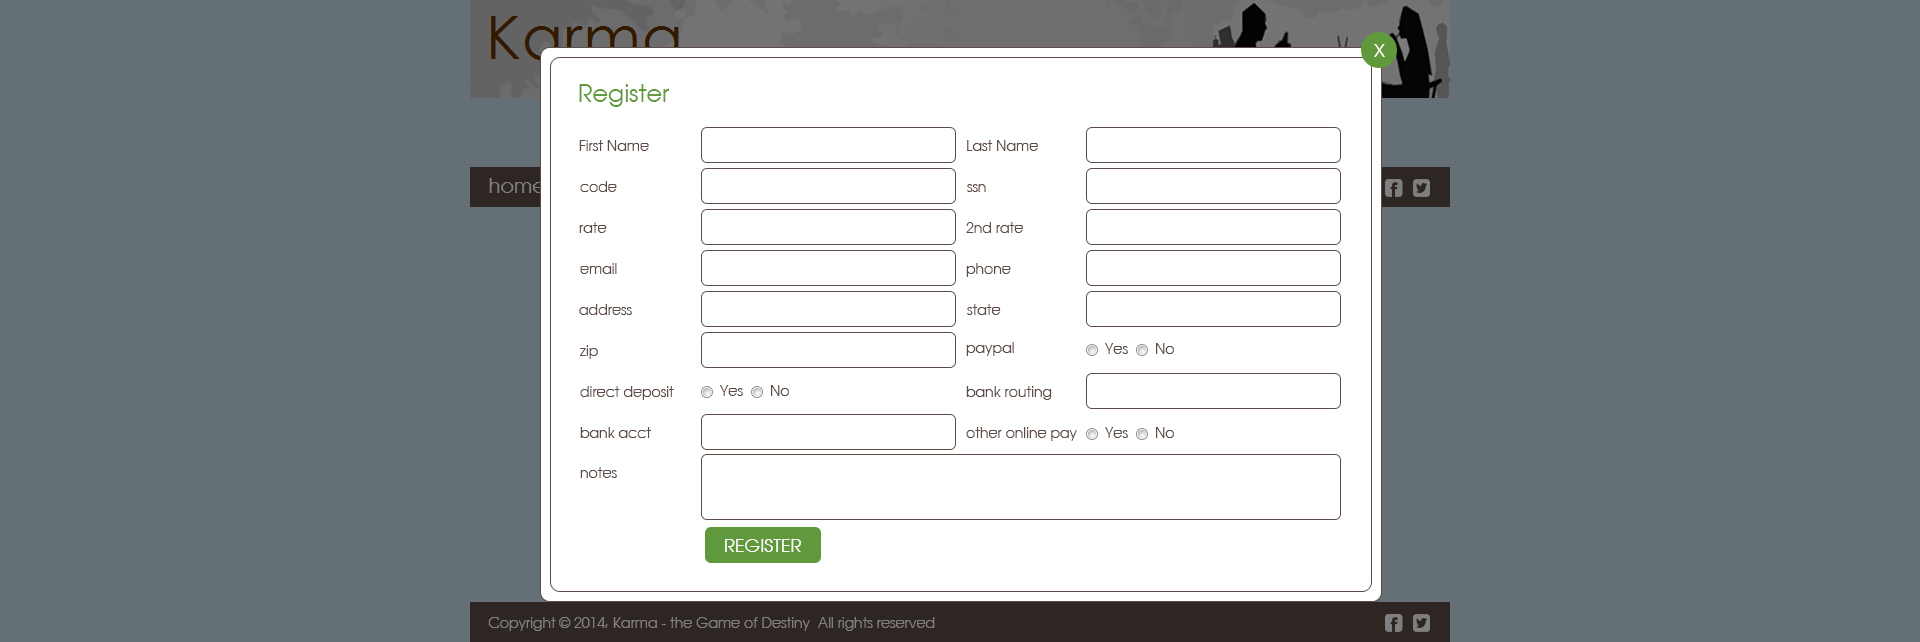 Karma
X
Register
First Name
Last Name
code
ssn
home
rate
2nd rate
email
phone
address
state
zip
paypal
Yes
No
direct deposit
Yes
No
bank routing
bank acct
other online pay
Yes
No
notes
REGISTER
Copyright © 2014, Karma - the Game of Destiny All rights reserved